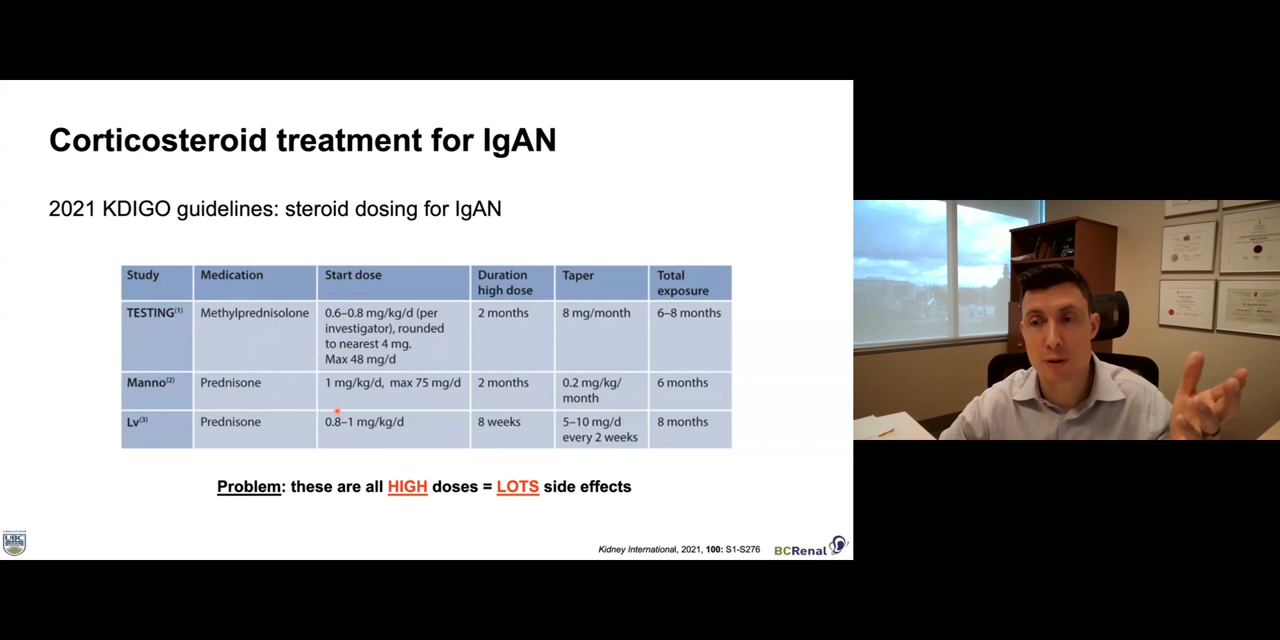 Corticosteroid treatment for IgAN
2021 KDIGO guidelines: steroid dosing for IgAN
Study Medication Start dose Duration high dose Taper Total exposure
TESTING(1) Methylprednisolone 0.6–0.8 mg/kg/d (per investigator), rounded to nearest 4 mg. Max 48 mg/d 2 months 8 mg/month 6–8 months
Manno(2) Prednisone 1 mg/kg/d, max 75 mg/d 2 months 0.2 mg/kg/month 6 months
Lv(3) Prednisone 0.8–1 mg/kg/d 8 weeks 5–10 mg/d every 2 weeks 8 months
Problem: these are all HIGH doses = LOTS side effects
Kidney International, 2021, 100: S1-S276
UBC
BCRenal